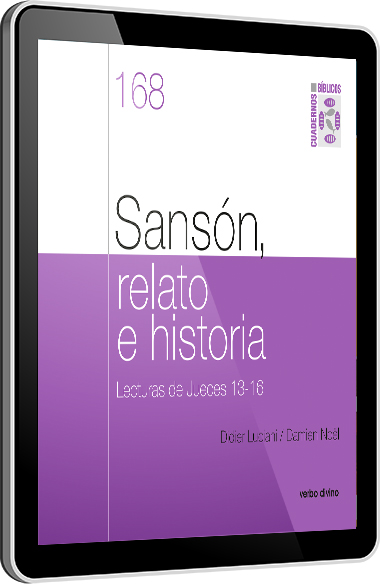 168
CUADERNOS
BÍBLICOS
Sansón,
relato
e historia
Lecturas de Jueces 13-16
Didier Luciani / Damien Noël
verbo divino